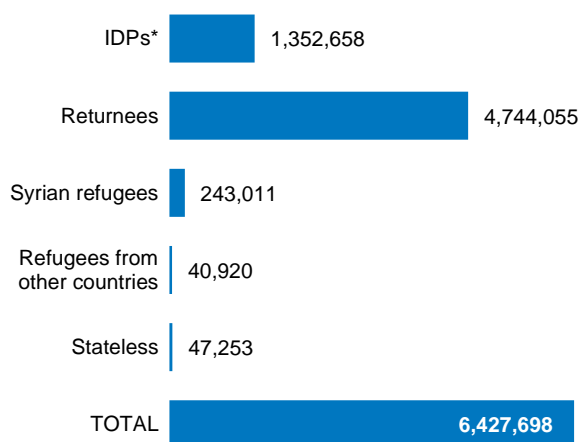 IDPs* 1,352,658
Returnees 4,744,055
Syrian refugees 243,011
Refugees from
other countries 40,920
Stateless 47,253
TOTAL 6,427,698